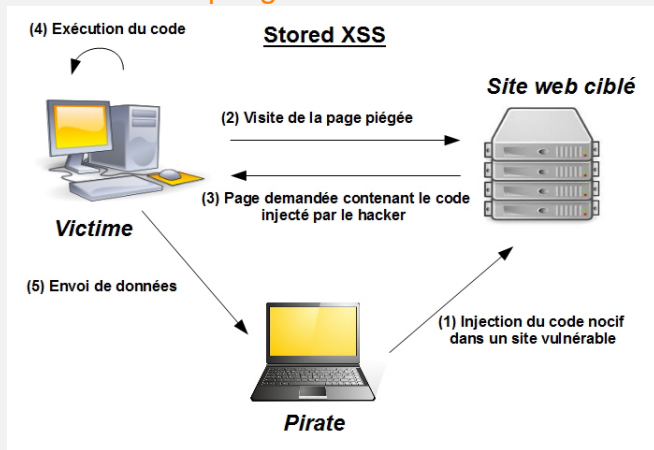 (4) Exécution du code
Stored XSS
Site web ciblé
(2) Visite de la page piégée
(3) Page demandée contenant le code
injecté par le hacker
Victime
(5) Envoi de données
(1) Injection du code nocif
dans un site vulnérable
Pirate